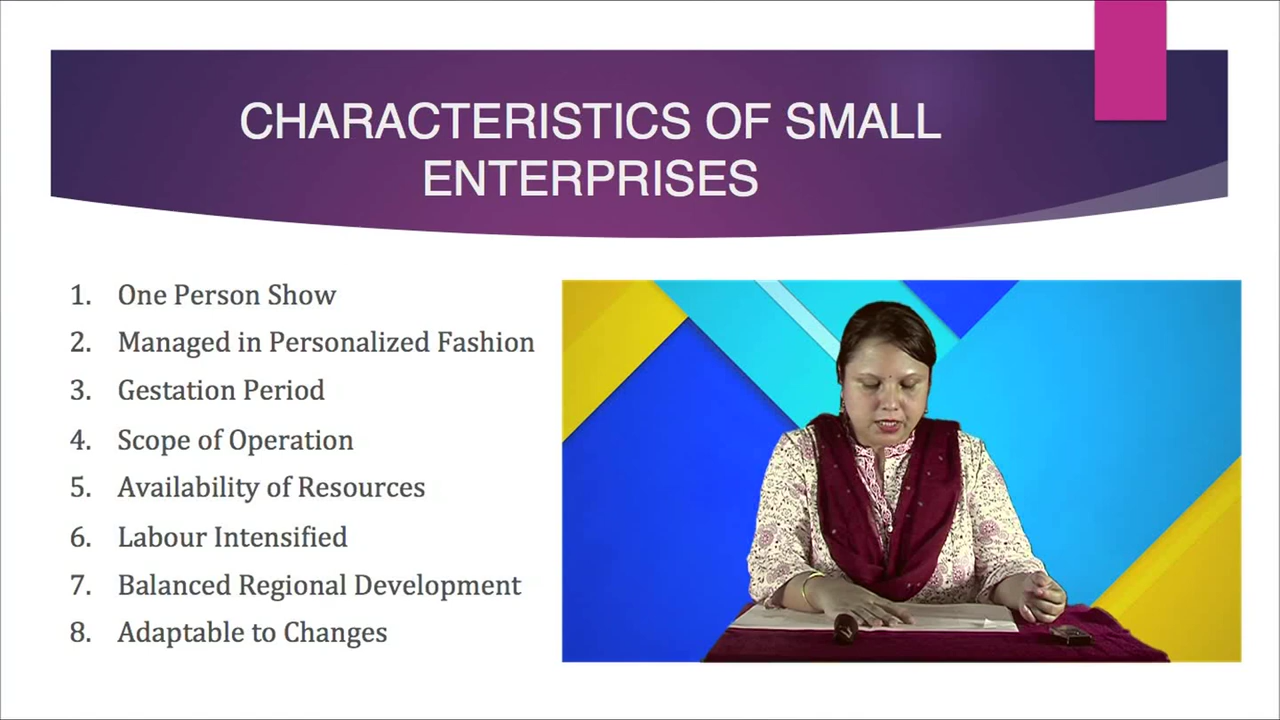 CHARACTERISTICS OF SMALL
ENTERPRISES
1. One Person Show
2. Managed in Personalized Fashion
3. Gestation Period
4. Scope of Operation
5. Availability of Resources
6. Labour Intensified
7. Balanced Regional Development
8. Adaptable to Changes